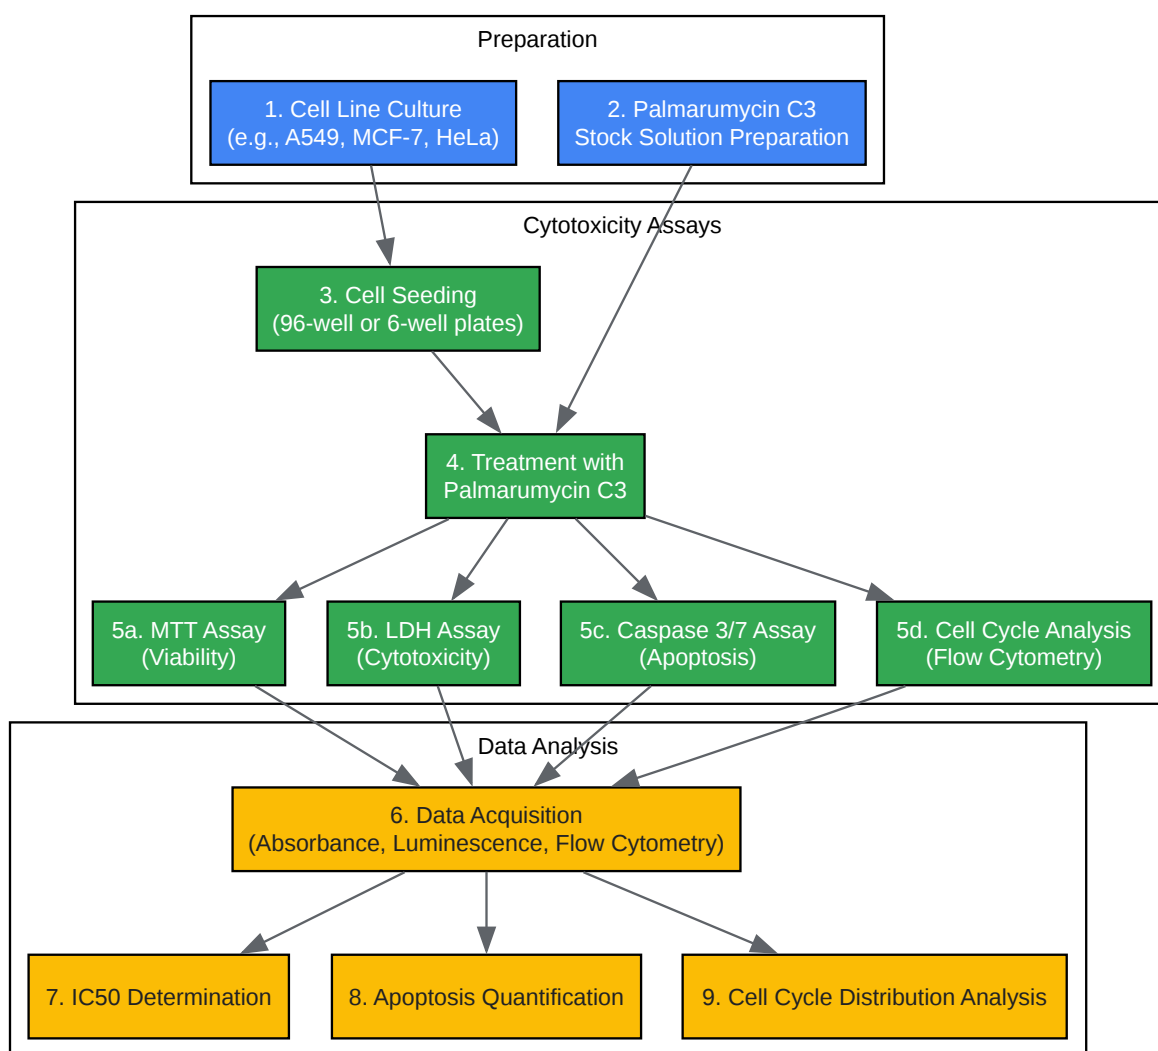 Preparation
1. Cell Line Culture
(e.g., A549, MCF-7, HeLa)
2. Palmarumycin C3
Stock Solution Preparation
Cytotoxicity Assays
3. Cell Seeding
(96-well or 6-well plates)
4. Treatment with
Palmarumycin C3
5a. MTT Assay
(Viability)
5b. LDH Assay
(Cytotoxicity)
5c. Caspase 3/7 Assay
(Apoptosis)
5d. Cell Cycle Analysis
(Flow Cytometry)
Data Analysis
6. Data Acquisition
(Absorbance, Luminescence, Flow Cytometry)
7. IC50 Determination
8. Apoptosis Quantification
9. Cell Cycle Distribution Analysis